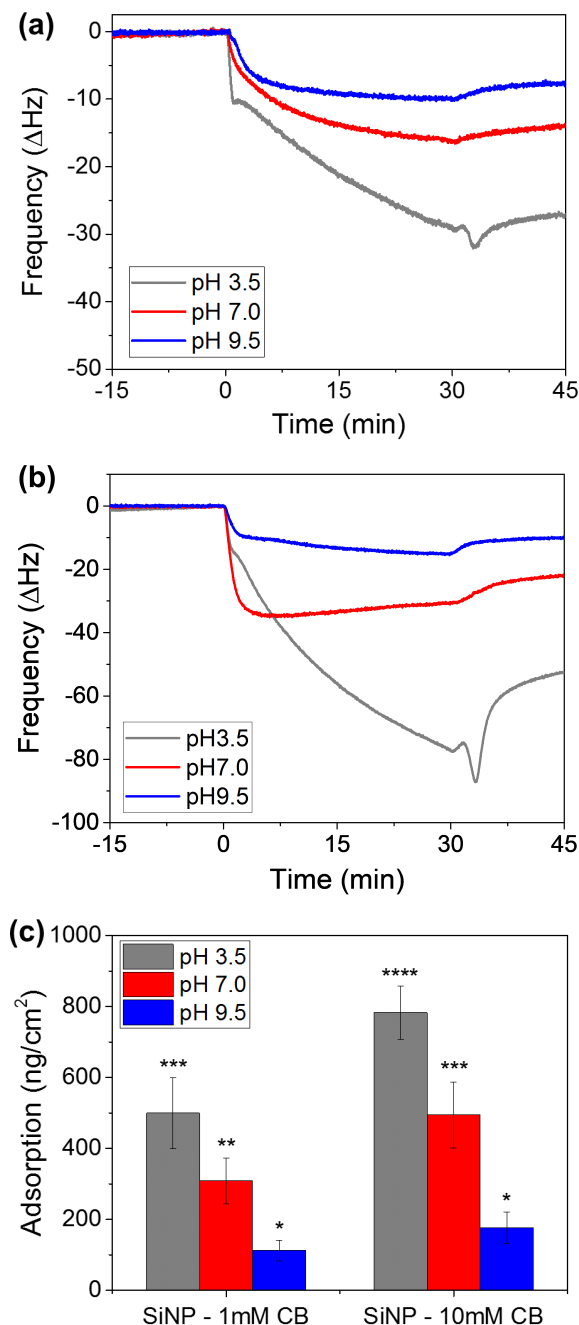 (a)
0
-10
-20
-30
-40
-50
Frequency (ΔHz)
pH 3.5
pH 7.0
pH 9.5
-15 0 15 30 45
Time (min)
(b)
0
-20
-40
-60
-80
-100
Frequency (ΔHz)
pH3.5
pH7.0
pH9.5
-15 0 15 30 45
Time (min)
(c)
1000
800
600
400
200
0
Adsorption (ng/cm²)
pH 3.5
pH 7.0
pH 9.5
*** ** * **** *** *
SiNP - 1mM CB SiNP - 10mM CB